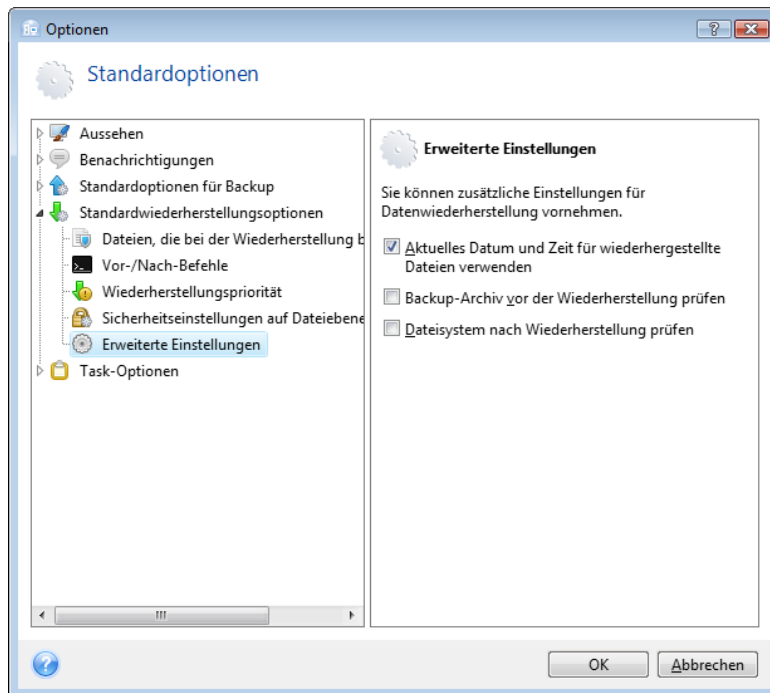 Optionen
Standardoptionen
Aussehen
Benachrichtigungen
Standardoptionen für Backup
Standardwiederherstellungsoptionen
Dateien, die bei der Wiederherstellung b
Vor-/Nach-Befehle
Wiederherstellungspriorität
Sicherheitseinstellungen auf Dateiebene
Erweiterte Einstellungen
Task-Optionen
Erweiterte Einstellungen
Sie können zusätzliche Einstellungen für
Datenwiederherstellung vornehmen.
Aktuelles Datum und Zeit für wiederhergestellte
Dateien verwenden
Backup-Archiv vor der Wiederherstellung prüfen
Dateisystem nach Wiederherstellung prüfen
OK
Abbrechen